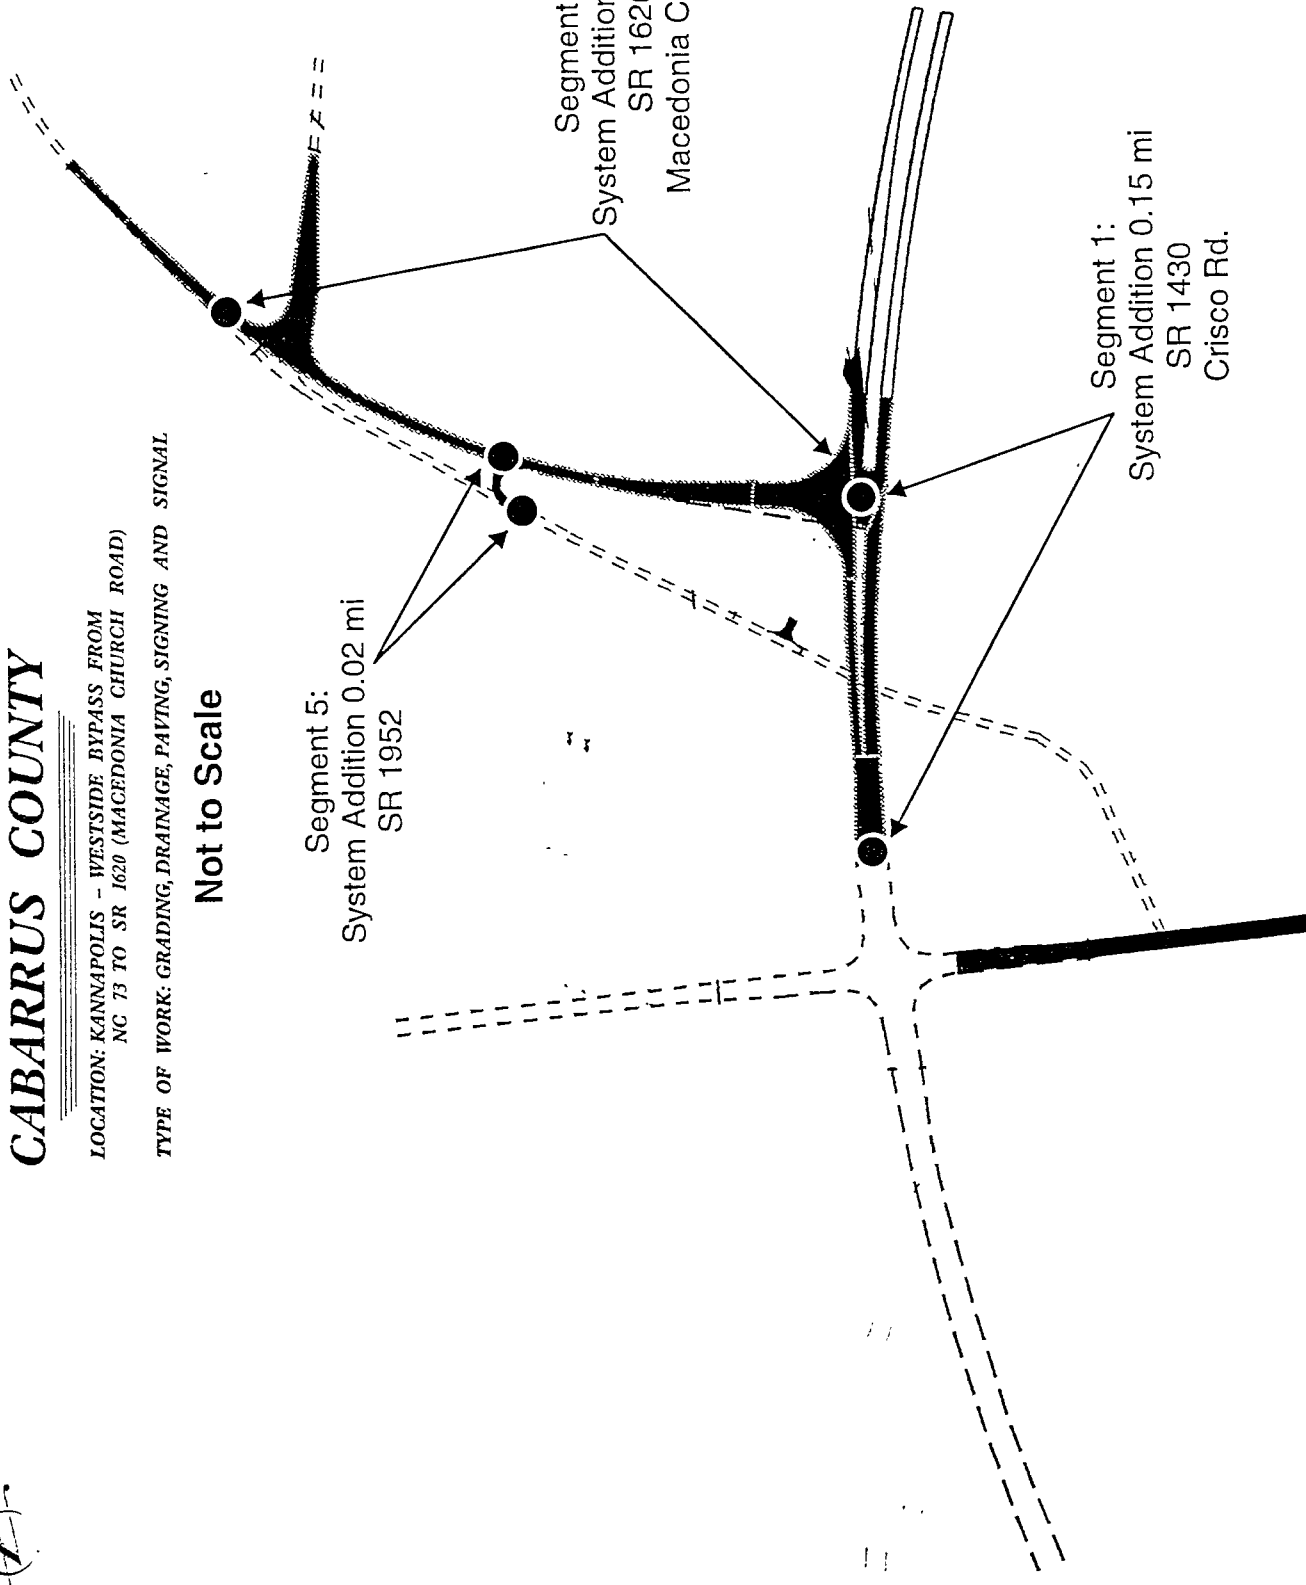 CABARRUS COUNTY
LOCATION: KANNAPOLIS - WESTSIDE BYPASS FROM
NC 73 TO SR 1620 (MACEDONIA CHURCH ROAD)
TYPE OF WORK: GRADING, DRAINAGE, PAVING, SIGNING AND SIGNAL
Not to Scale
Segment 5:
System Addition 0.02 mi
SR 1952
Segment
System Addition
SR 1620
Macedonia C
Segment 1:
System Addition 0.15 mi
SR 1430
Crisco Rd.